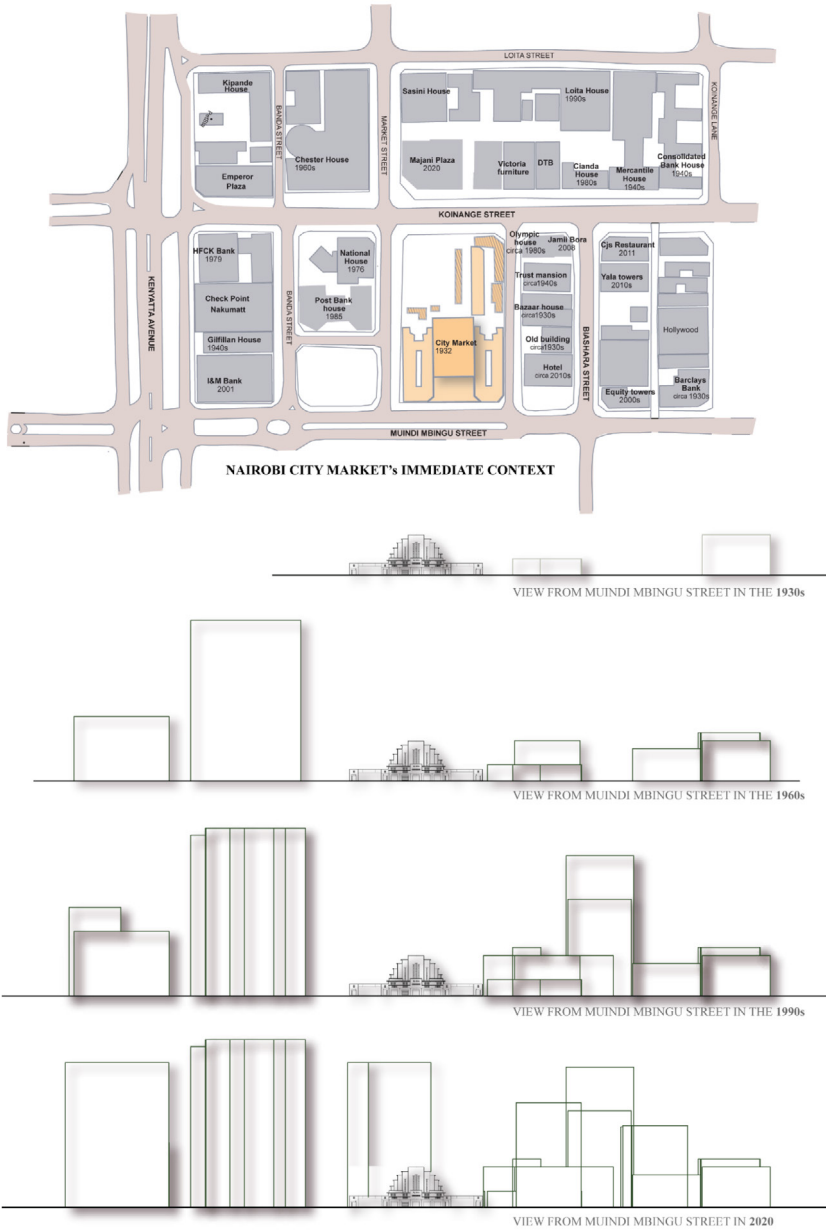 LOITA STREET
Kipande
House
BANDA STREET
Chester House
1960s
MARKET STREET
Sasini House
Loita House
1990s
KOINANGE LANE
Emperor
Plaza
Majani Plaza
2020
Victoria
furniture
DTB
Cianda
House
1980s
Mercantile
House
1940s
Consolidated
Bank House
1940s
KOINANGE STREET
KENYATTA AVENUE
HFCK Bank
1979
Check Point
Nakumatt
Gilfillan House
1940s
I&M Bank
2001
BANDA STREET
National
House
1976
Post Bank
house
1985
City Market
1932
Olympic
house
circa 1980s
Jamii Bora
2008
Trust mansion
circa1940s
Bazaar house
circa1930s
Old building
circa1930s
Hotel
circa 2010s
BIASHARA STREET
Cjs Restaurant
2011
Yala towers
2010s
Hollywood
Equity towers
2000s
Barclays
Bank
circa 1930s
MUINDI MBINGU STREET
NAIROBI CITY MARKET's IMMEDIATE CONTEXT
VIEW FROM MUINDI MBINGU STREET IN THE 1930s
VIEW FROM MUINDI MBINGU STREET IN THE 1960s
VIEW FROM MUINDI MBINGU STREET IN THE 1990s
VIEW FROM MUINDI MBINGU STREET IN 2020